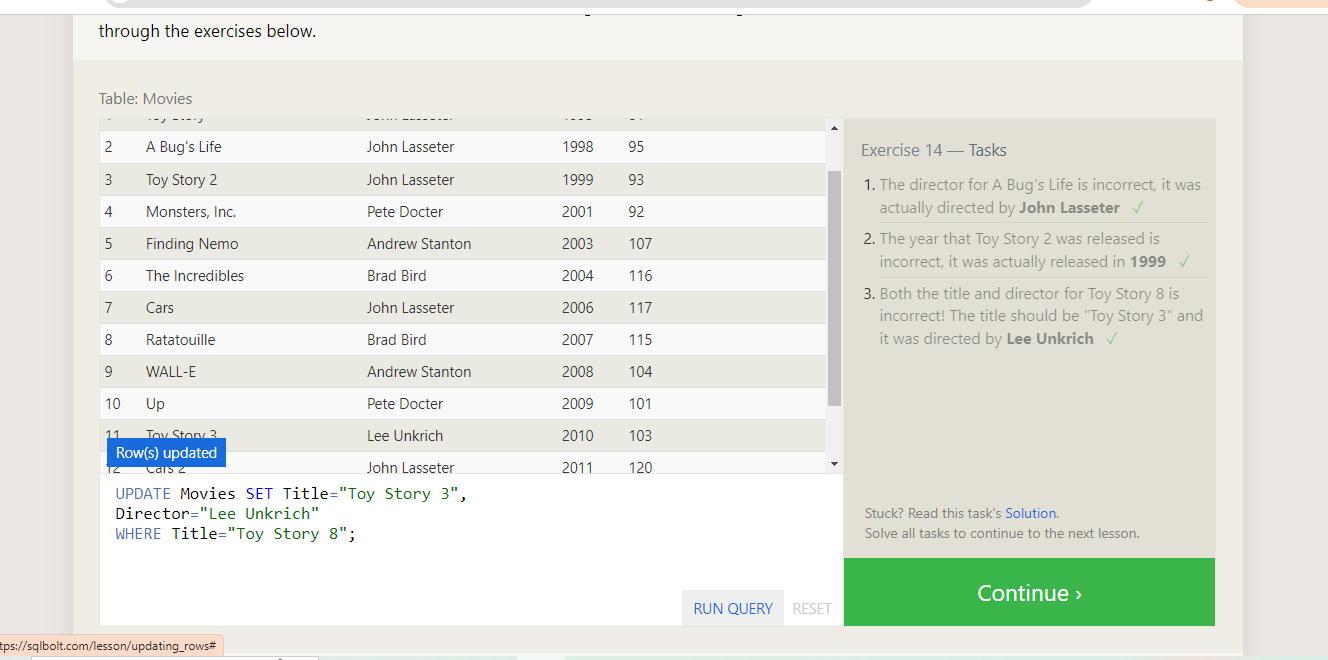 through the exercises below.
Table: Movies
2 A Bug's Life John Lasseter 1998 95
3 Toy Story 2 John Lasseter 1999 93
4 Monsters, Inc. Pete Docter 2001 92
5 Finding Nemo Andrew Stanton 2003 107
6 The Incredibles Brad Bird 2004 116
7 Cars John Lasseter 2006 117
8 Ratatouille Brad Bird 2007 115
9 WALL-E Andrew Stanton 2008 104
10 Up Pete Docter 2009 101
11 Toy Story 3 Lee Unkrich 2010 103
Row(s) updated
12 Cars 2 John Lasseter 2011 120
UPDATE Movies SET Title="Toy Story 3",
Director="Lee Unkrich"
WHERE Title="Toy Story 8";
RUN QUERY RESET
Exercise 14 — Tasks
1. The director for A Bug's Life is incorrect, it was
actually directed by John Lasseter ✓
2. The year that Toy Story 2 was released is
incorrect, it was actually released in 1999 ✓
3. Both the title and director for Toy Story 8 is
incorrect! The title should be "Toy Story 3" and
it was directed by Lee Unkrich ✓
Stuck? Read this task's Solution.
Solve all tasks to continue to the next lesson.
Continue ›
tps://sqlbolt.com/lesson/updating_rows#